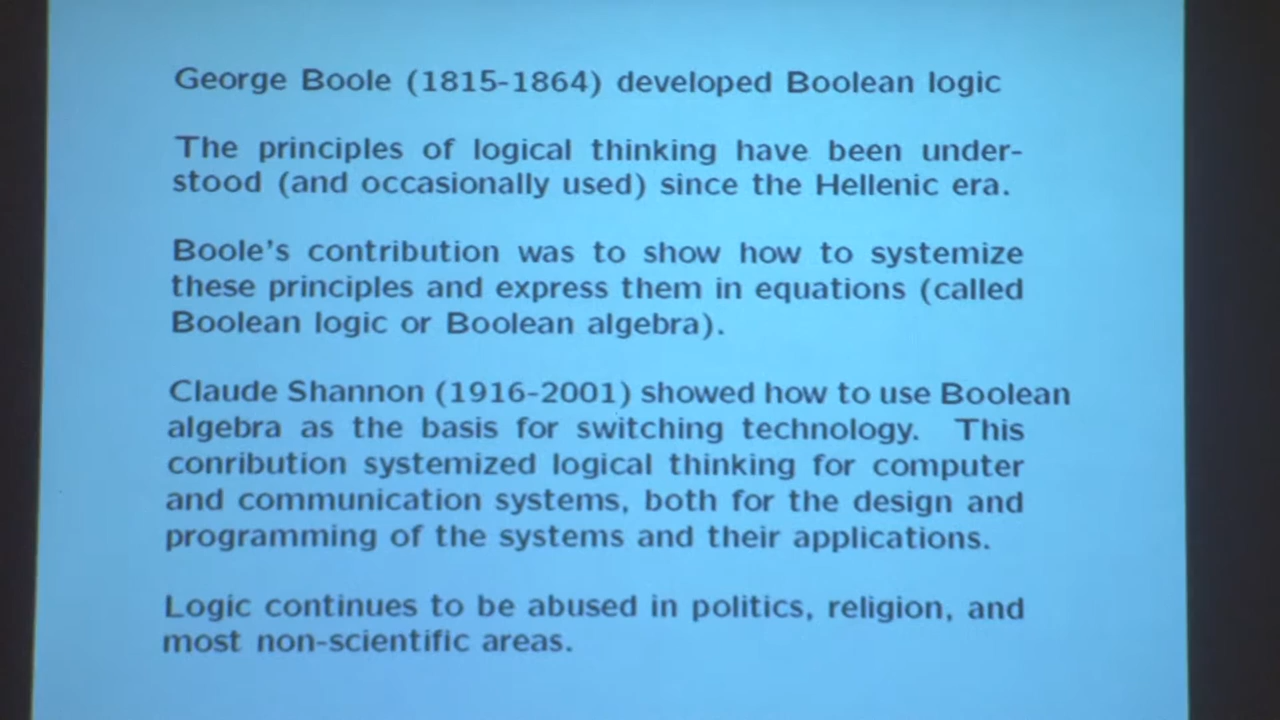 George Boole (1815-1864) developed Boolean logic
The principles of logical thinking have been under-
stood (and occasionally used) since the Hellenic era.
Boole's contribution was to show how to systemize
these principles and express them in equations (called
Boolean logic or Boolean algebra).
Claude Shannon (1916-2001) showed how to use Boolean
algebra as the basis for switching technology. This
conribution systemized logical thinking for computer
and communication systems, both for the design and
programming of the systems and their applications.
Logic continues to be abused in politics, religion, and
most non-scientific areas.